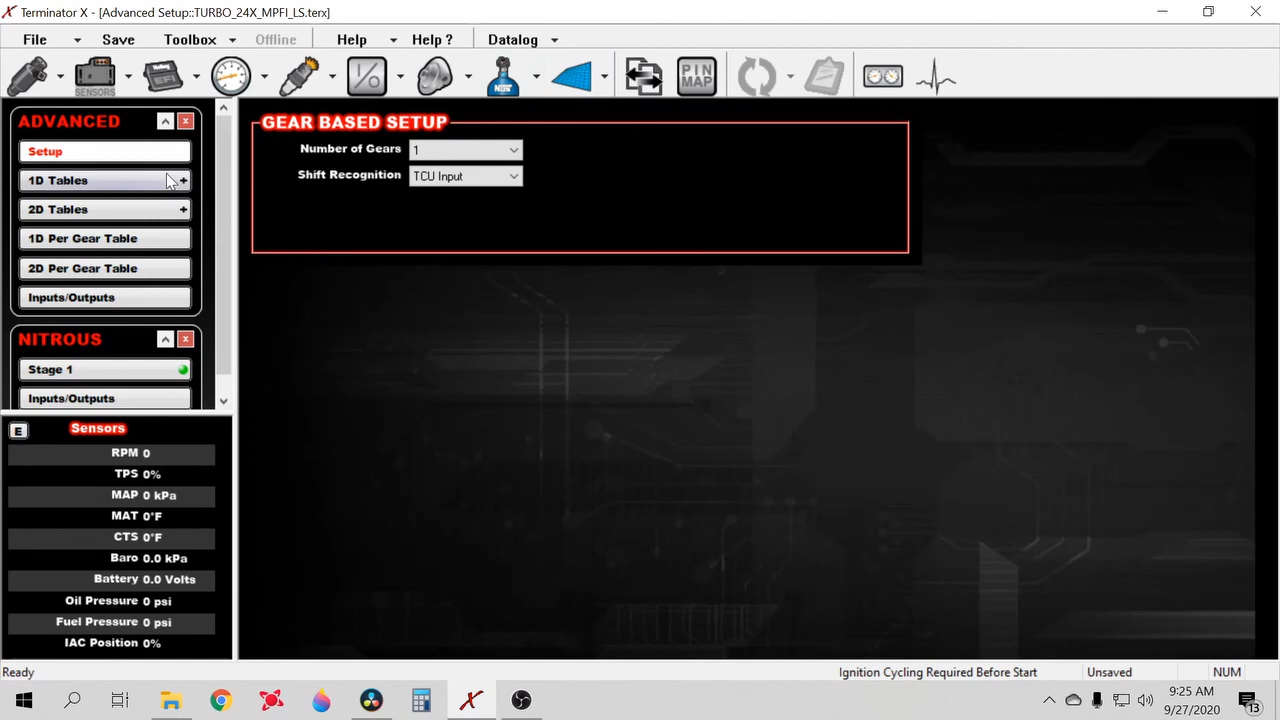 Terminator X - [Advanced Setup::TURBO_24X_MPFI_LS.terx]
File Save Toolbox Offline Help Help ? Datalog
SENSORS EFI I/O NOS PIN MAP
ADVANCED
Setup
1D Tables +
2D Tables +
1D Per Gear Table
2D Per Gear Table
Inputs/Outputs
NITROUS
Stage 1
Inputs/Outputs
GEAR BASED SETUP
Number of Gears 1
Shift Recognition TCU Input
E Sensors
RPM 0
TPS 0%
MAP 0 kPa
MAT 0°F
CTS 0°F
Baro 0.0 kPa
Battery 0.0 Volts
Oil Pressure 0 psi
Fuel Pressure 0 psi
IAC Position 0%
Ready Ignition Cycling Required Before Start Unsaved NUM
9:25 AM
9/27/2020
13